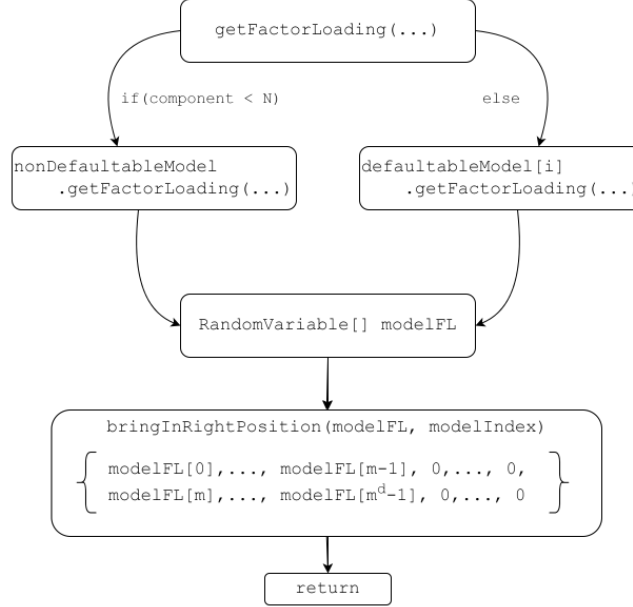 getFactorLoading(...)
if(component < N)
else
nonDefaultableModel
.getFactorLoading(...)
defaultableModel[i]
.getFactorLoading(...)
RandomVariable[] modelFL
bringInRightPosition(modelFL, modelIndex)
modelFL[0],..., modelFL[m-1], 0,..., 0,
modelFL[m],..., modelFL[mᵈ-1], 0,..., 0
return